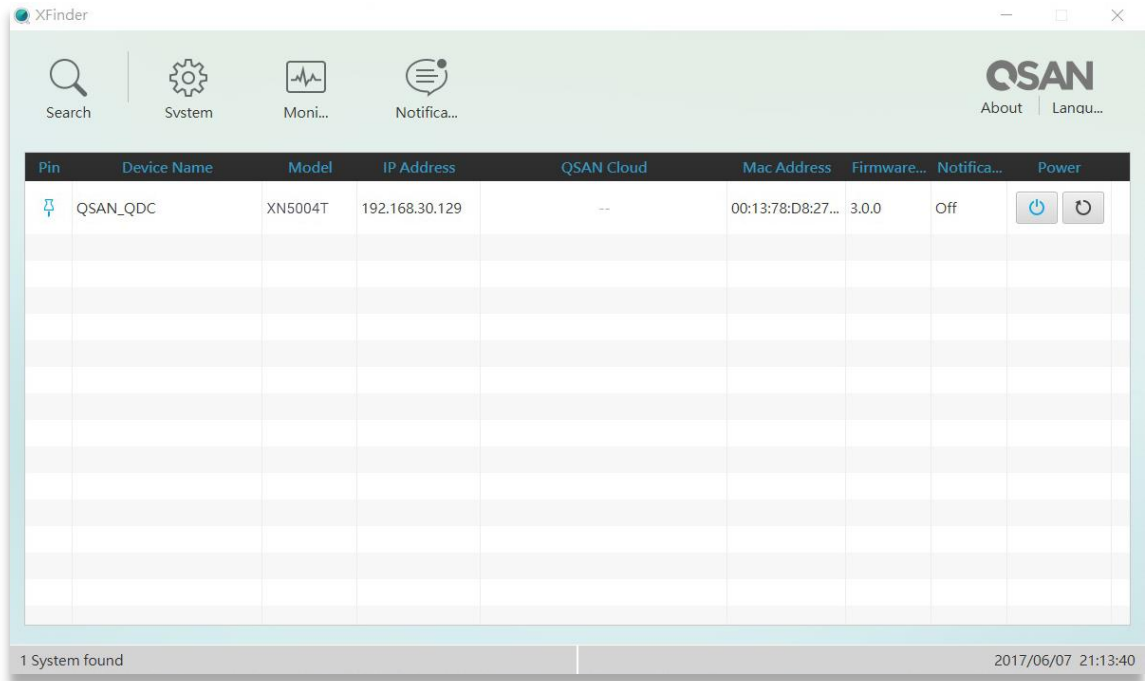 XFinder
QSAN
Search System Moni... Notifica... About Langu...
Pin Device Name Model IP Address QSAN Cloud Mac Address Firmware... Notifica... Power
QSAN_QDC XN5004T 192.168.30.129 -- 00:13:78:D8:27... 3.0.0 Off
1 System found 2017/06/07 21:13:40